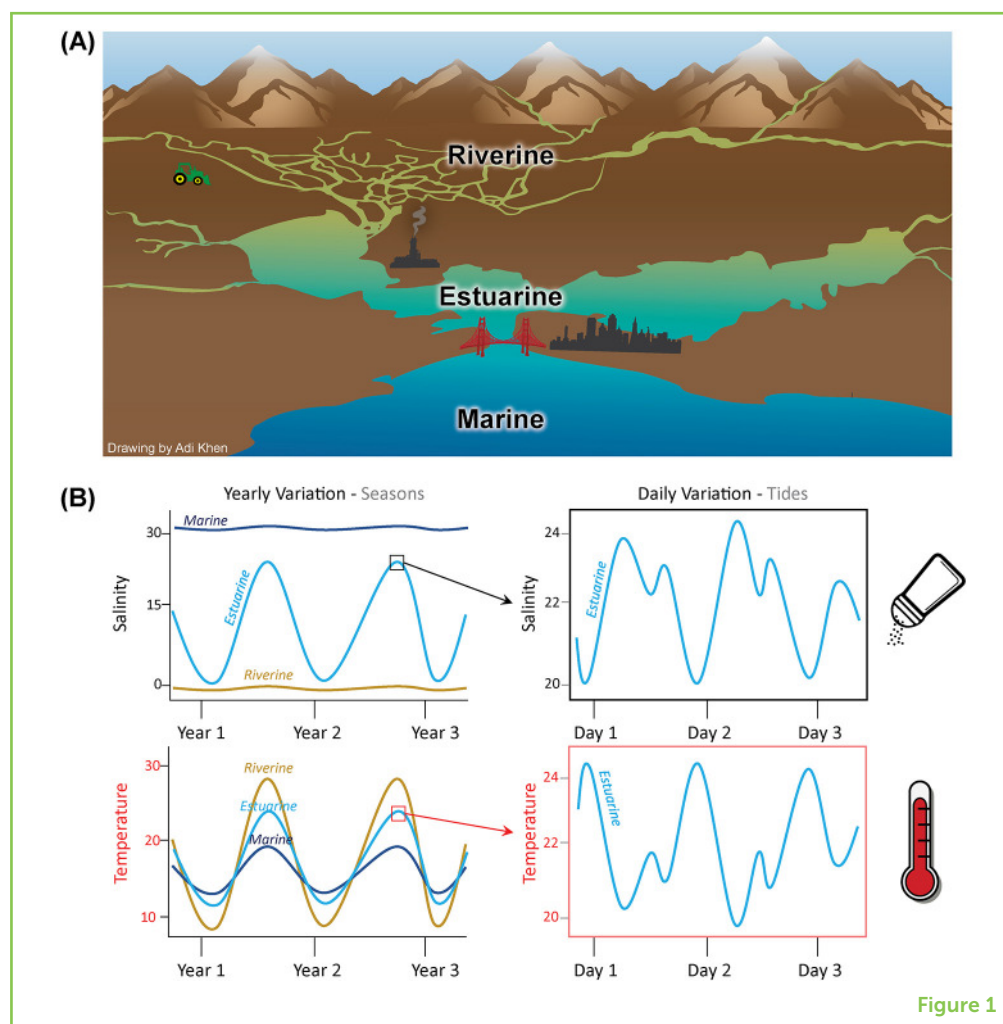 (A)
Riverine
Estuarine
Marine
Drawing by Adi Khen
(B)
Yearly Variation - Seasons
Marine
30
Estuarine
15
Salinity
Riverine
0
Year 1 Year 2 Year 3
Daily Variation - Tides
24
Estuarine
22
Salinity
20
Day 1 Day 2 Day 3
30
Riverine
Estuarine
20
Marine
Temperature
10
Year 1 Year 2 Year 3
24
Estuarine
22
Temperature
20
Day 1 Day 2 Day 3
Figure 1